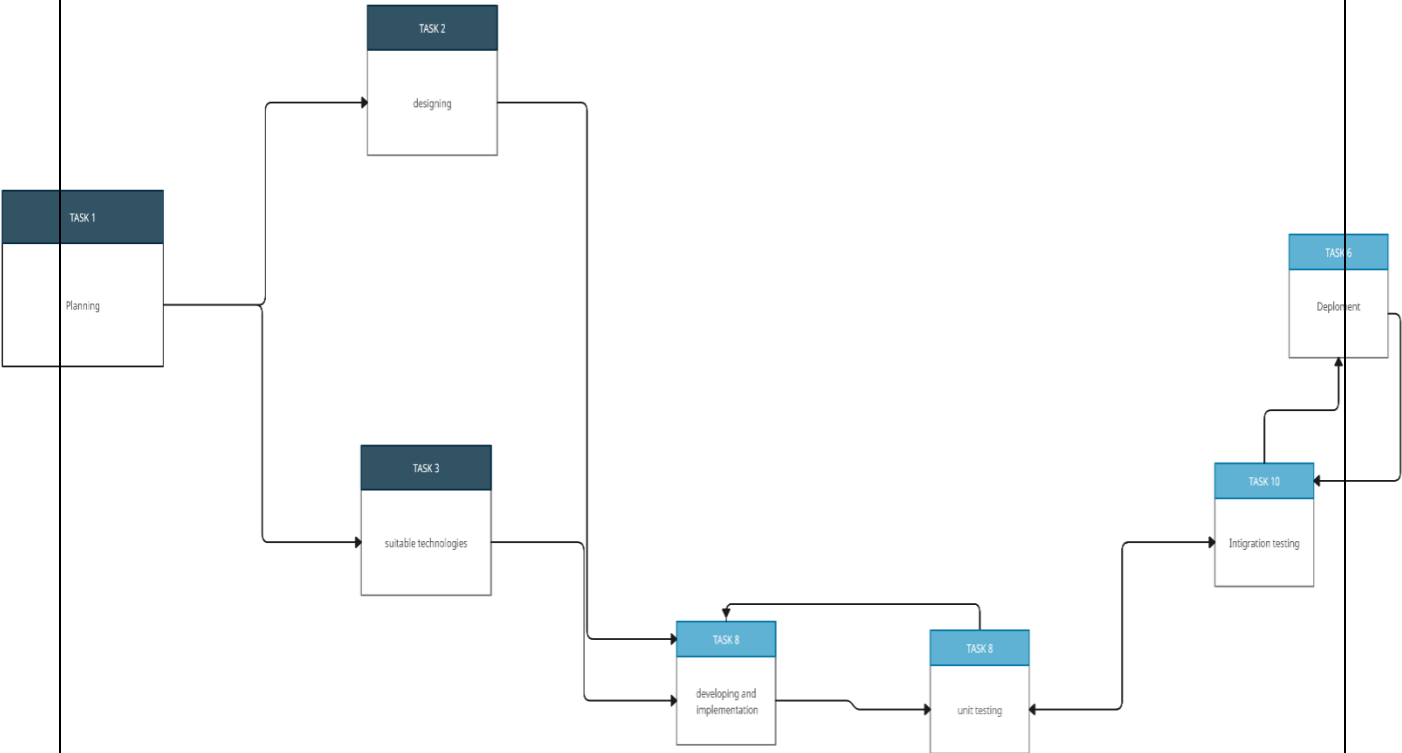 TASK 2
designing
TASK 1
Planning
TASK 3
suitable technologies
TASK 8
developing and
implementation
TASK 8
unit testing
TASK 10
Intigration testing
TASK 6
Deploment